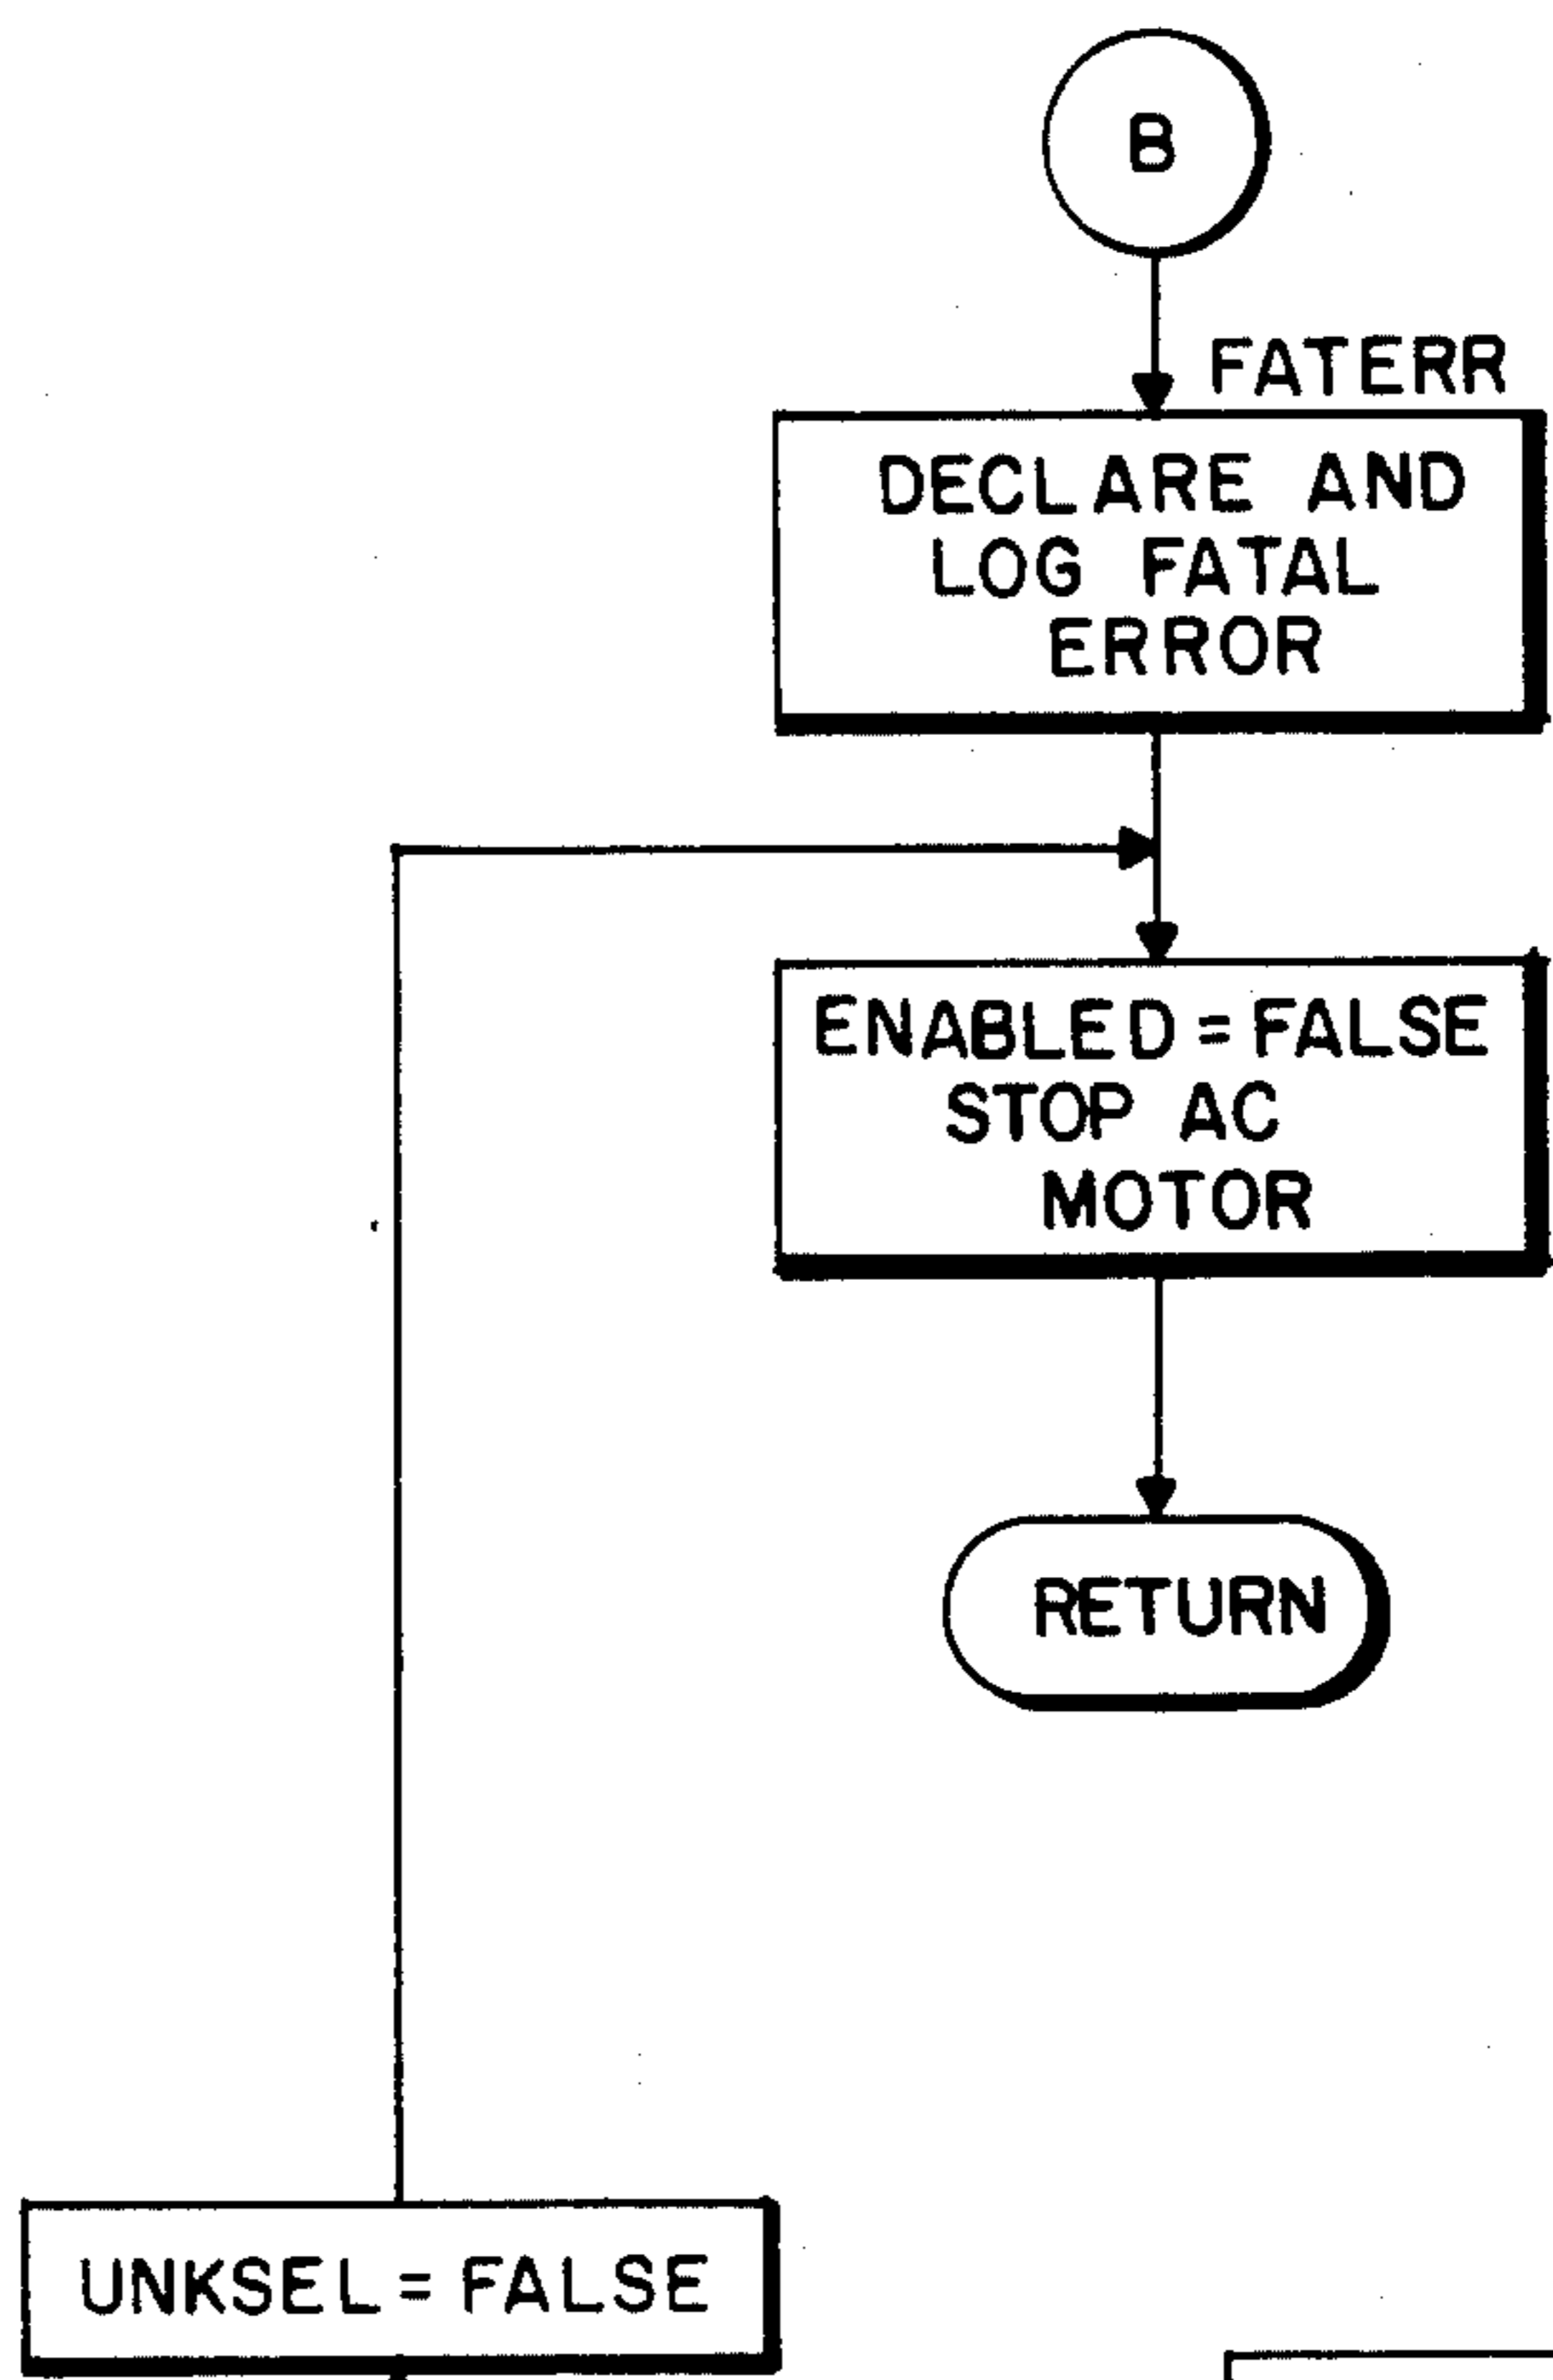 B
FATERR
DECLARE AND
LOG FATAL
ERROR
ENABLED=FALSE
STOP AC
MOTOR
RETURN
UNKSEL=FALSE